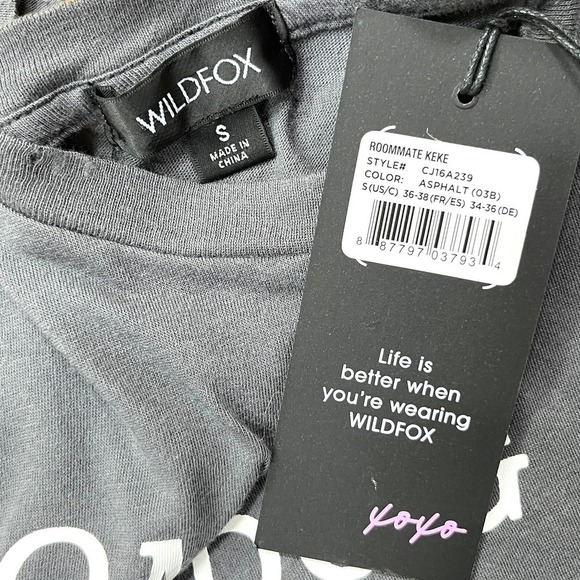 WILDFOX
S
MADE IN
CHINA
ROOMMATE KEKE
STYLE# CJ16A239
COLOR: ASPHALT (03B)
S(US/C) 36-38(FR/ES) 34-36(DE)
8 87797 03793 4
Life is
better when
you're wearing
WILDFOX
xoxo